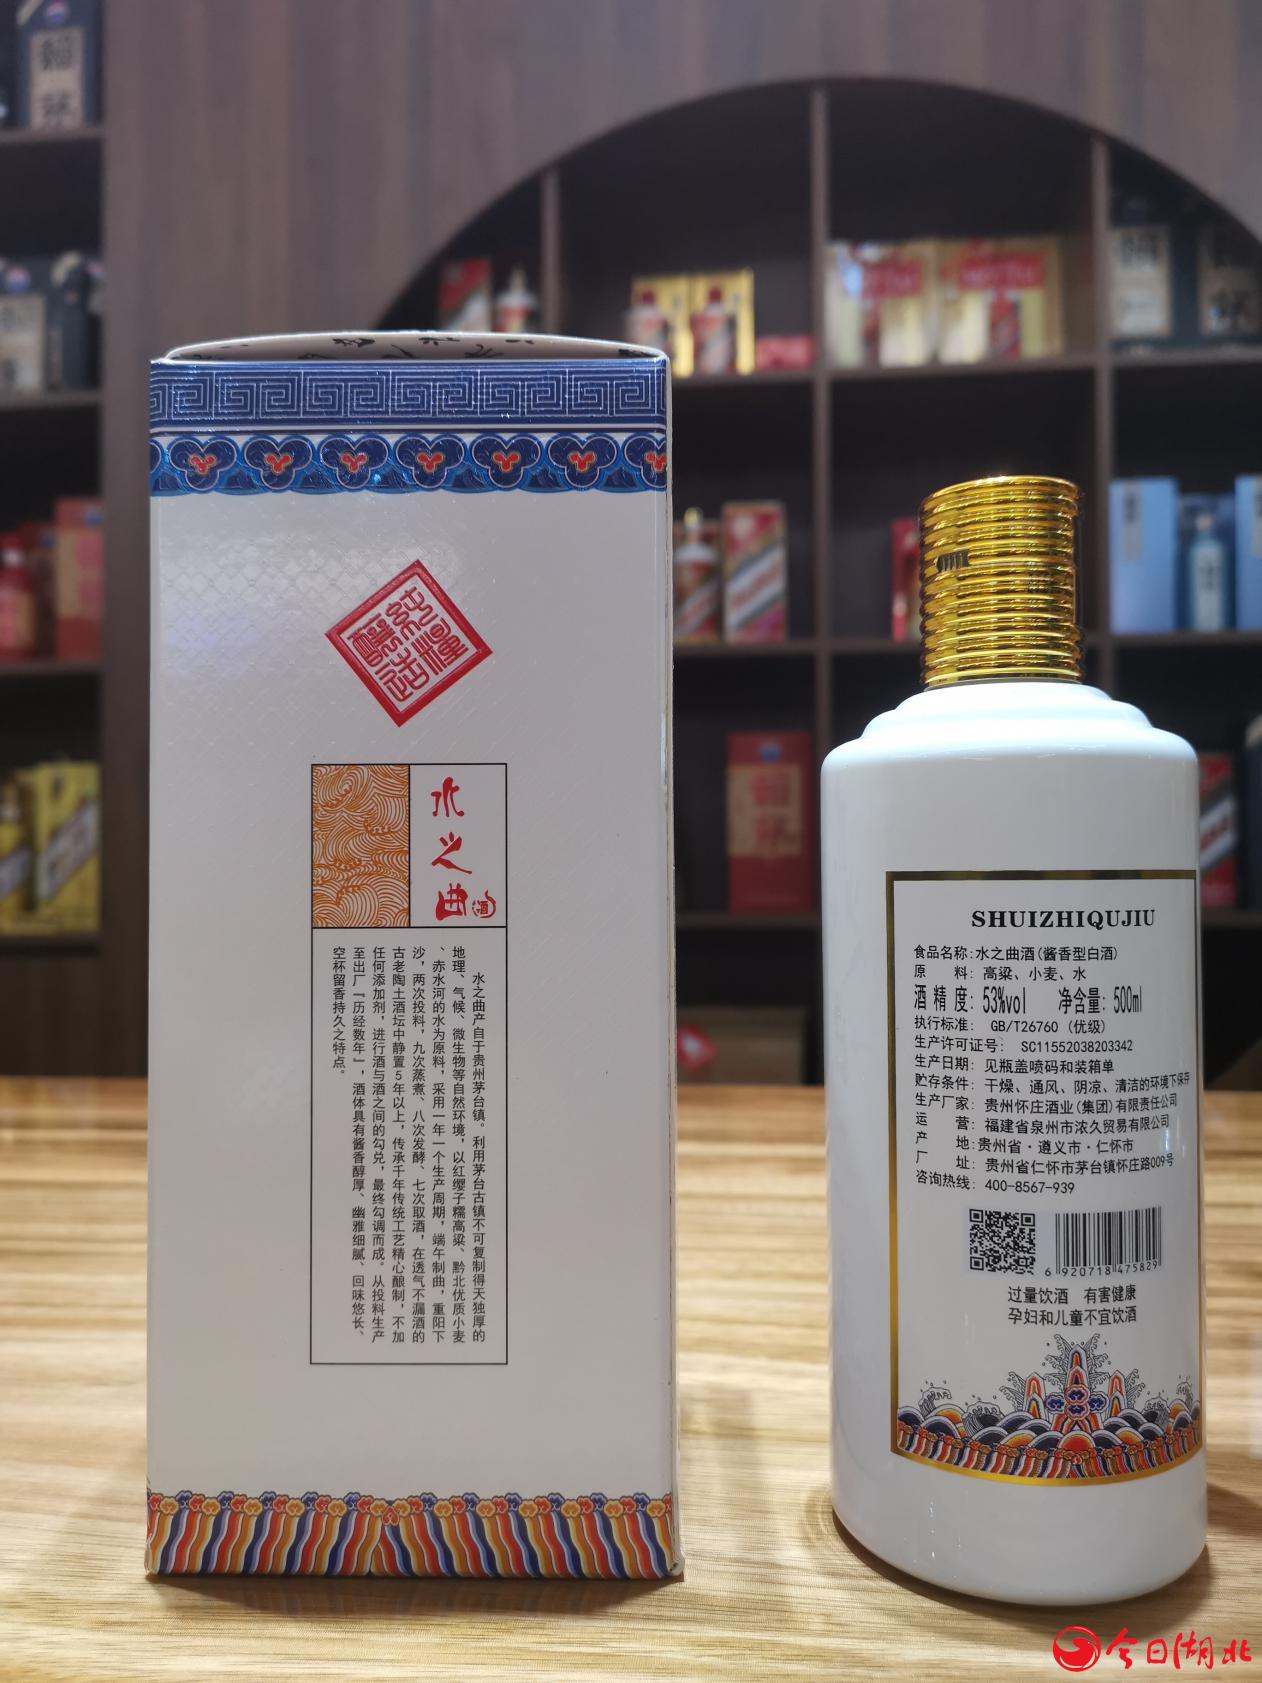 水之曲酒
水之曲产自于贵州茅台镇。利用茅台古镇不可复制得天独厚的
地理、气候、微生物等自然环境，以红缨子糯高粱、黔北优质小麦
、赤水河的水为原料，采用一年一个生产周期，端午制曲，重阳下
沙，两次投料，九次蒸煮、八次发酵、七次取酒，在透气不漏酒的
古老陶土酒坛中静置5年以上，传承千年传统工艺精心酿制，不加
任何添加剂，进行酒与酒之间的勾兑，最终勾调而成。从投料生产
至出厂『历经数年』，酒体具有酱香醇厚、幽雅细腻、回味悠长、
空杯留香持久之特点。
SHUIZHIQUJIU
食品名称:水之曲酒(酱香型白酒)
原 料: 高粱、小麦、水
酒精度: 53%vol 净含量: 500ml
执行标准: GB/T26760 (优级)
生产许可证号: SC11552038203342
生产日期: 见瓶盖喷码和装箱单
贮存条件: 干燥、通风、阴凉、清洁的环境下保存
生产厂家: 贵州怀庄酒业(集团)有限责任公司
运 营: 福建省泉州市浓久贸易有限公司
产 地:贵州省·遵义市·仁怀市
厂 址: 贵州省仁怀市茅台镇怀庄路009号
咨询热线: 400-8567-939
6 920718 475829
过量饮酒 有害健康
孕妇和儿童不宜饮酒
今日湖北